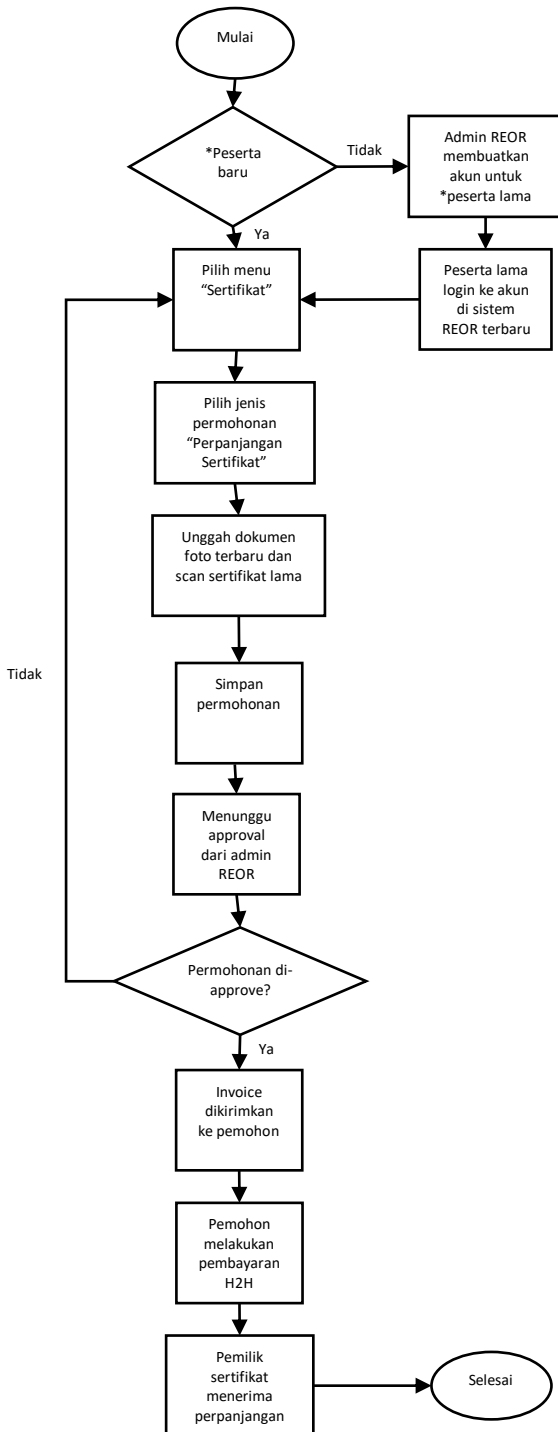 Mulai
*Peserta
baru
Tidak
Admin REOR
membuatkan
akun untuk
*peserta lama
Ya
Pilih menu
“Sertifikat”
Peserta lama
login ke akun
di sistem
REOR terbaru
Pilih jenis
permohonan
“Perpanjangan
Sertifikat”
Unggah dokumen
foto terbaru dan
scan sertifikat lama
Tidak
Simpan
permohonan
Menunggu
approval
dari admin
REOR
Permohonan di-
approve?
Ya
Invoice
dikirimkan
ke pemohon
Pemohon
melakukan
pembayaran
H2H
Pemilik
sertifikat
menerima
perpanjangan
Selesai